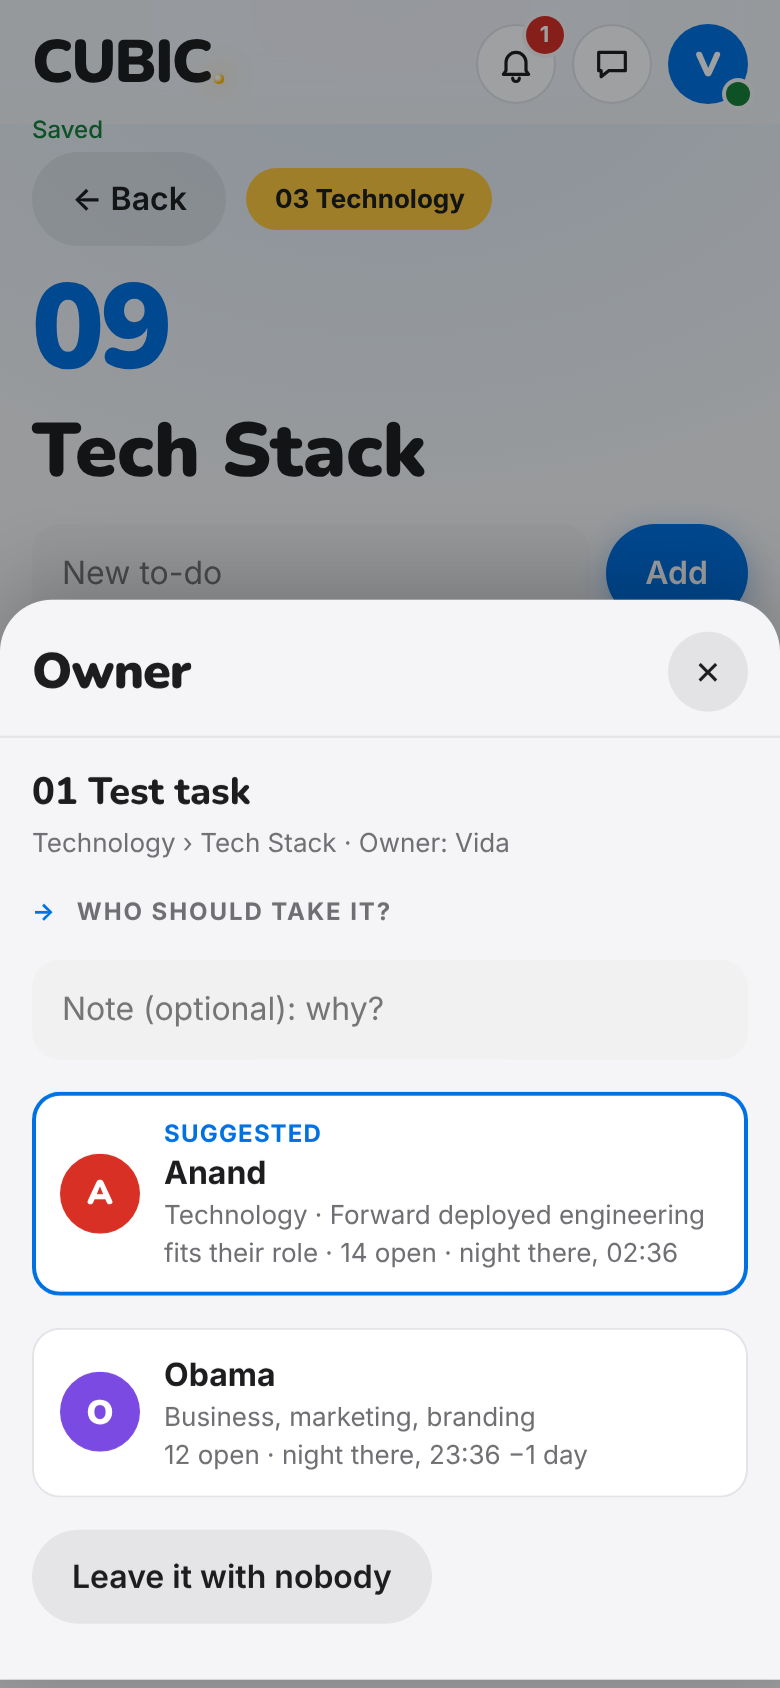 CUBIC.
1
V
Saved
← Back
03 Technology
09
Tech Stack
New to-do
Add
Owner
×
01 Test task
Technology › Tech Stack · Owner: Vida
→ WHO SHOULD TAKE IT?
Note (optional): why?
SUGGESTED
A
Anand
Technology · Forward deployed engineering
fits their role · 14 open · night there, 02:36
O
Obama
Business, marketing, branding
12 open · night there, 23:36 −1 day
Leave it with nobody